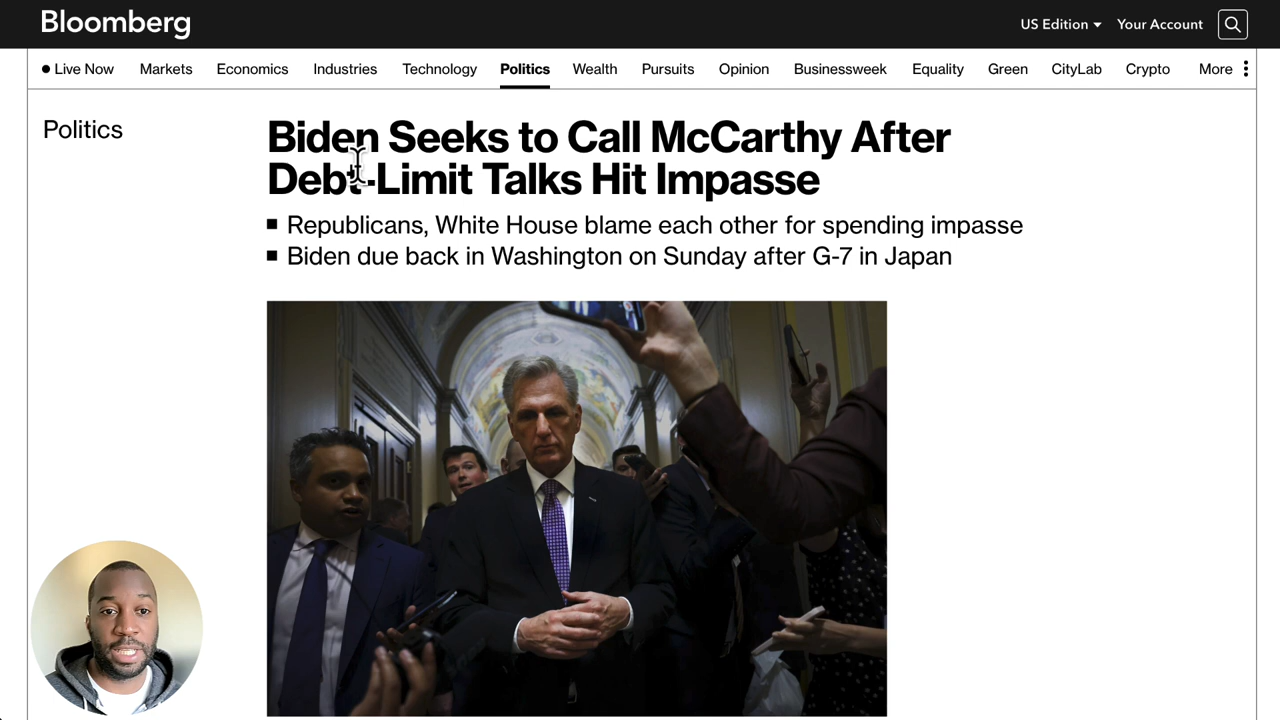 Bloomberg
US Edition Your Account
Live Now Markets Economics Industries Technology Politics Wealth Pursuits Opinion Businessweek Equality Green CityLab Crypto More
Politics
Biden Seeks to Call McCarthy After
Debt-Limit Talks Hit Impasse
Republicans, White House blame each other for spending impasse
Biden due back in Washington on Sunday after G-7 in Japan